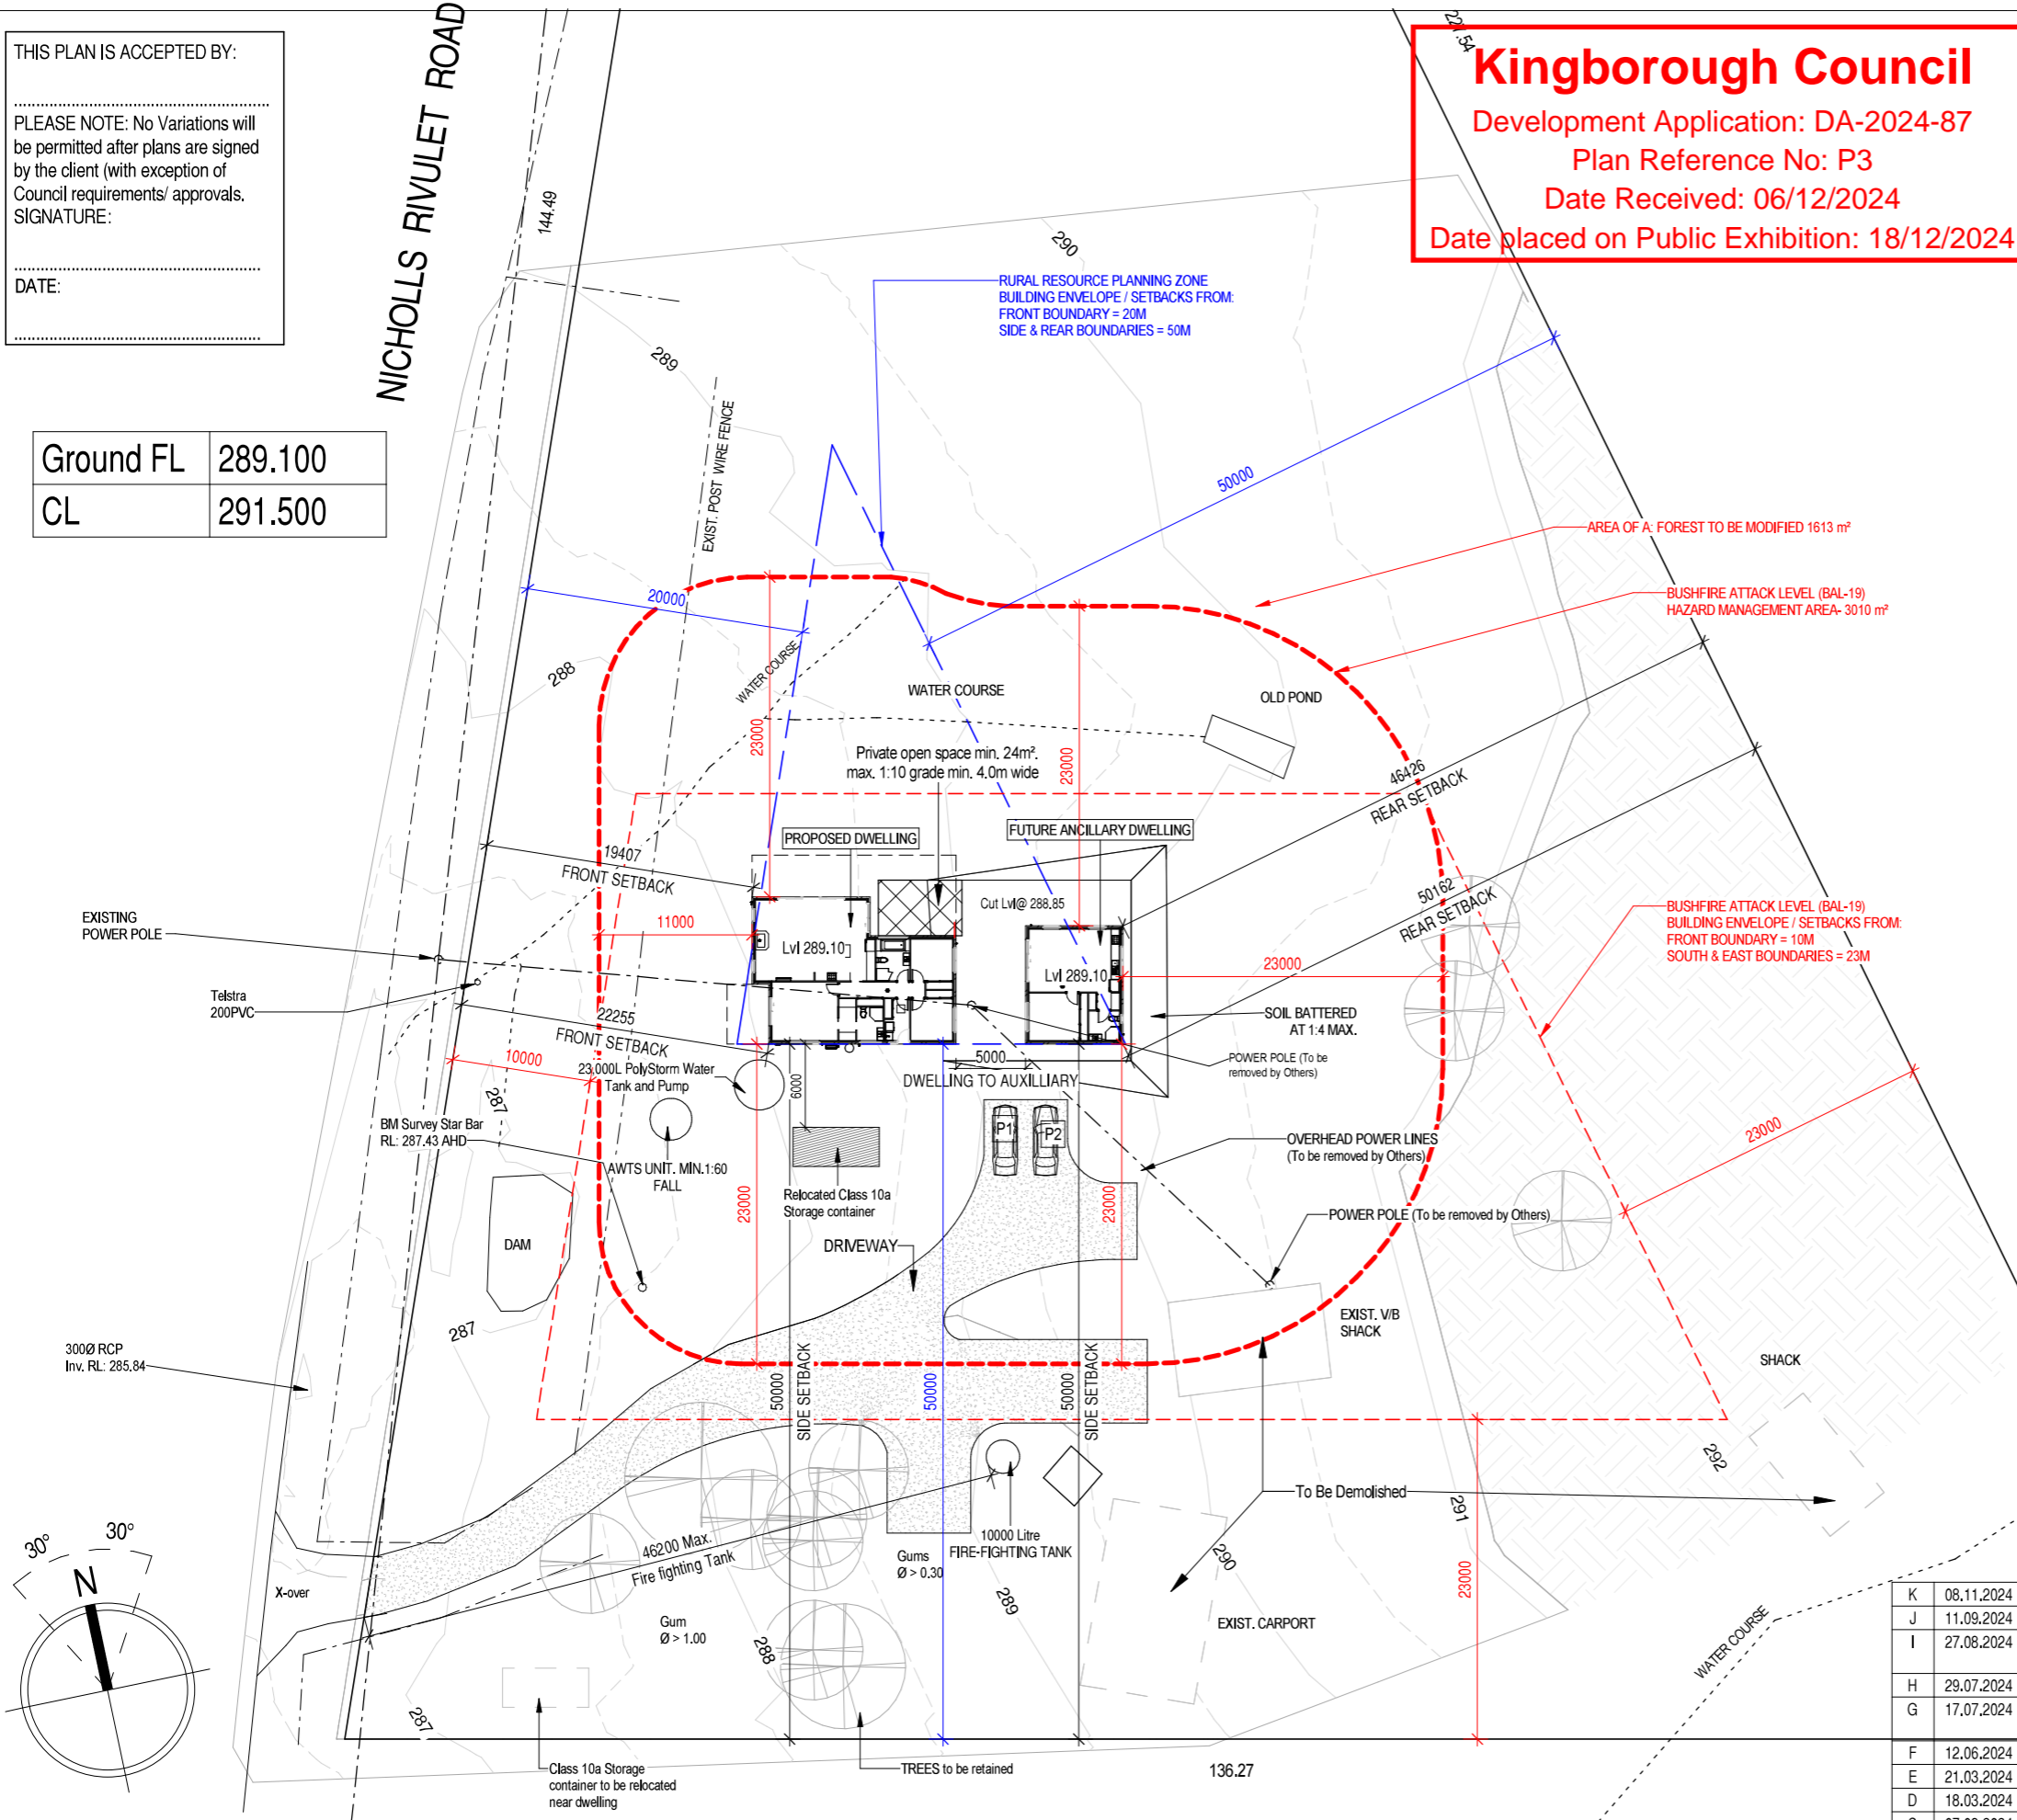 THIS PLAN IS ACCEPTED BY:
PLEASE NOTE: No Variations will
be permitted after plans are signed
by the client (with exception of
Council requirements/ approvals.
SIGNATURE:
DATE:
NICHOLLS RIVULET ROAD
144.49
227.54
Kingborough Council
Development Application: DA-2024-87
Plan Reference No: P3
Date Received: 06/12/2024
Date placed on Public Exhibition: 18/12/2024
Ground FL 289.100
CL 291.500
290
289
288
RURAL RESOURCE PLANNING ZONE
BUILDING ENVELOPE / SETBACKS FROM:
FRONT BOUNDARY = 20M
SIDE & REAR BOUNDARIES = 50M
EXIST. POST WIRE FENCE
50000
20000
AREA OF A: FOREST TO BE MODIFIED 1613 m²
BUSHFIRE ATTACK LEVEL (BAL-19)
HAZARD MANAGEMENT AREA- 3010 m²
WATER COURSE
WATER COURSE
OLD POND
23000
23000
Private open space min. 24m².
max. 1:10 grade min. 4.0m wide
46426
REAR SETBACK
PROPOSED DWELLING
FUTURE ANCILLARY DWELLING
19407
FRONT SETBACK
Cut Lvl@ 288.85
50162
REAR SETBACK
BUSHFIRE ATTACK LEVEL (BAL-19)
BUILDING ENVELOPE / SETBACKS FROM:
FRONT BOUNDARY = 10M
SOUTH & EAST BOUNDARIES = 23M
EXISTING
POWER POLE
11000
Lvl 289.10
Lvl 289.10
23000
Telstra
200PVC
22255
FRONT SETBACK
SOIL BATTERED
AT 1:4 MAX.
10000
23,000L PolyStorm Water
Tank and Pump
6000
5000
DWELLING TO AUXILLIARY
POWER POLE (To be
removed by Others)
287
BM Survey Star Bar
RL: 287.43 AHD
P1
P2
OVERHEAD POWER LINES
(To be removed by Others)
23000
AWTS UNIT. MIN.1:60
FALL
Relocated Class 10a
Storage container
23000
23000
POWER POLE (To be removed by Others)
DAM
DRIVEWAY
287
EXIST. V/B
SHACK
300Ø RCP
Inv. RL: 285.84
SHACK
50000
SIDE SETBACK
50000
50000
SIDE SETBACK
292
291
To Be Demolished
30°
30°
N
46200 Max.
Fire fighting Tank
10000 Litre
FIRE-FIGHTING TANK
Gums
Ø > 0.30
290
289
23000
X-over
Gum
Ø > 1.00
288
EXIST. CARPORT
WATER COURSE
287
Class 10a Storage
container to be relocated
near dwelling
TREES to be retained
136.27
K 08.11.2024
J 11.09.2024
I 27.08.2024
H 29.07.2024
G 17.07.2024
F 12.06.2024
E 21.03.2024
D 18.03.2024